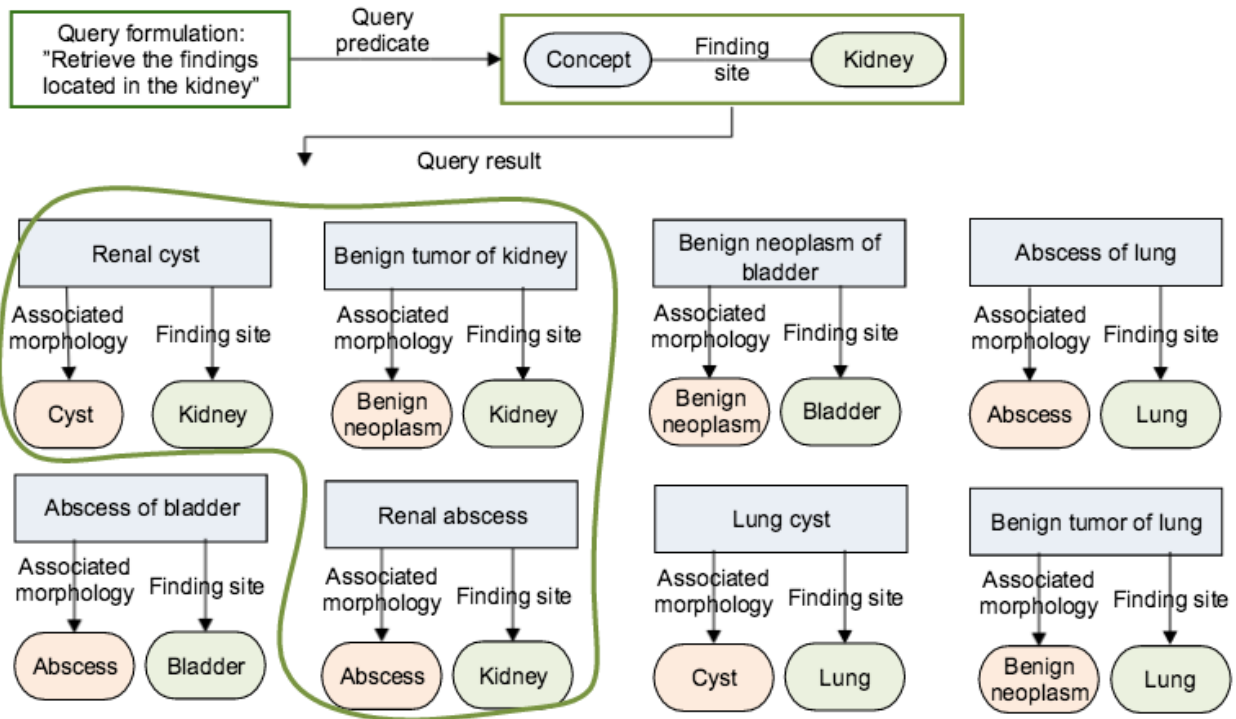 Query formulation:
"Retrieve the findings
located in the kidney"
Query
predicate
Concept
Finding
site
Kidney
Query result
Renal cyst
Associated
morphology
Finding site
Cyst
Kidney
Benign tumor of kidney
Associated
morphology
Finding site
Benign
neoplasm
Kidney
Benign neoplasm of
bladder
Associated
morphology
Finding site
Benign
neoplasm
Bladder
Abscess of lung
Associated
morphology
Finding site
Abscess
Lung
Abscess of bladder
Associated
morphology
Finding site
Abscess
Bladder
Renal abscess
Associated
morphology
Finding site
Abscess
Kidney
Lung cyst
Associated
morphology
Finding site
Cyst
Lung
Benign tumor of lung
Associated
morphology
Finding site
Benign
neoplasm
Lung